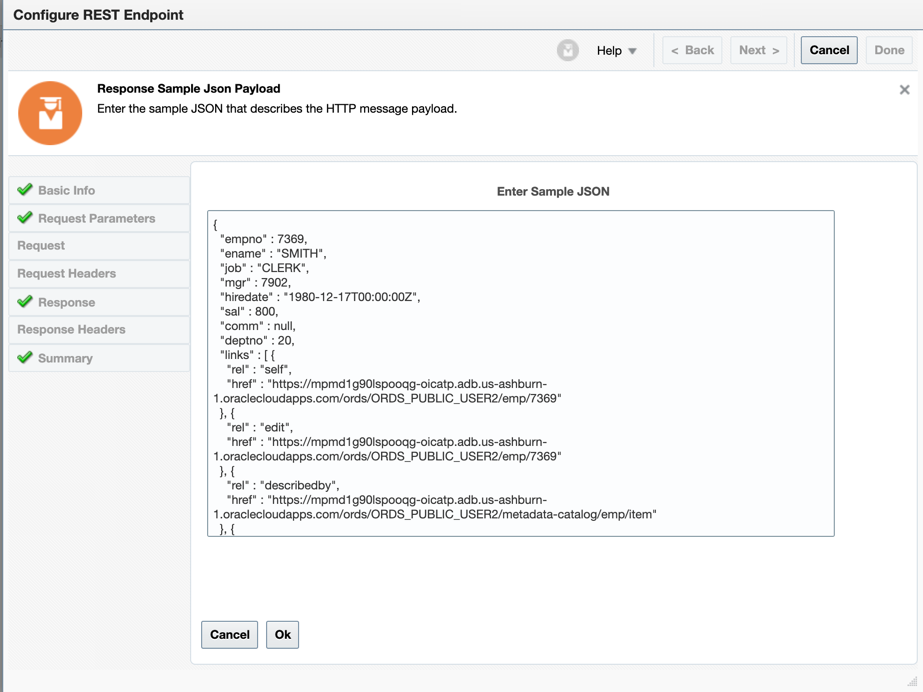 Configure REST Endpoint
Help
< Back
Next >
Cancel
Done
Response Sample Json Payload
Enter the sample JSON that describes the HTTP message payload.
Basic Info
Request Parameters
Request
Request Headers
Response
Response Headers
Summary
Enter Sample JSON
{
"empno" : 7369,
"ename" : "SMITH",
"job" : "CLERK",
"mgr" : 7902,
"hiredate" : "1980-12-17T00:00:00Z",
"sal" : 800,
"comm" : null,
"deptno" : 20,
"links" : [ {
"rel" : "self",
"href" : "https://mpmd1g90lspooqg-oicatp.adb.us-ashburn-
1.oraclecloudapps.com/ords/ORDS_PUBLIC_USER2/emp/7369"
}, {
"rel" : "edit",
"href" : "https://mpmd1g90lspooqg-oicatp.adb.us-ashburn-
1.oraclecloudapps.com/ords/ORDS_PUBLIC_USER2/emp/7369"
}, {
"rel" : "describedby",
"href" : "https://mpmd1g90lspooqg-oicatp.adb.us-ashburn-
1.oraclecloudapps.com/ords/ORDS_PUBLIC_USER2/metadata-catalog/emp/item"
}, {
Cancel
Ok